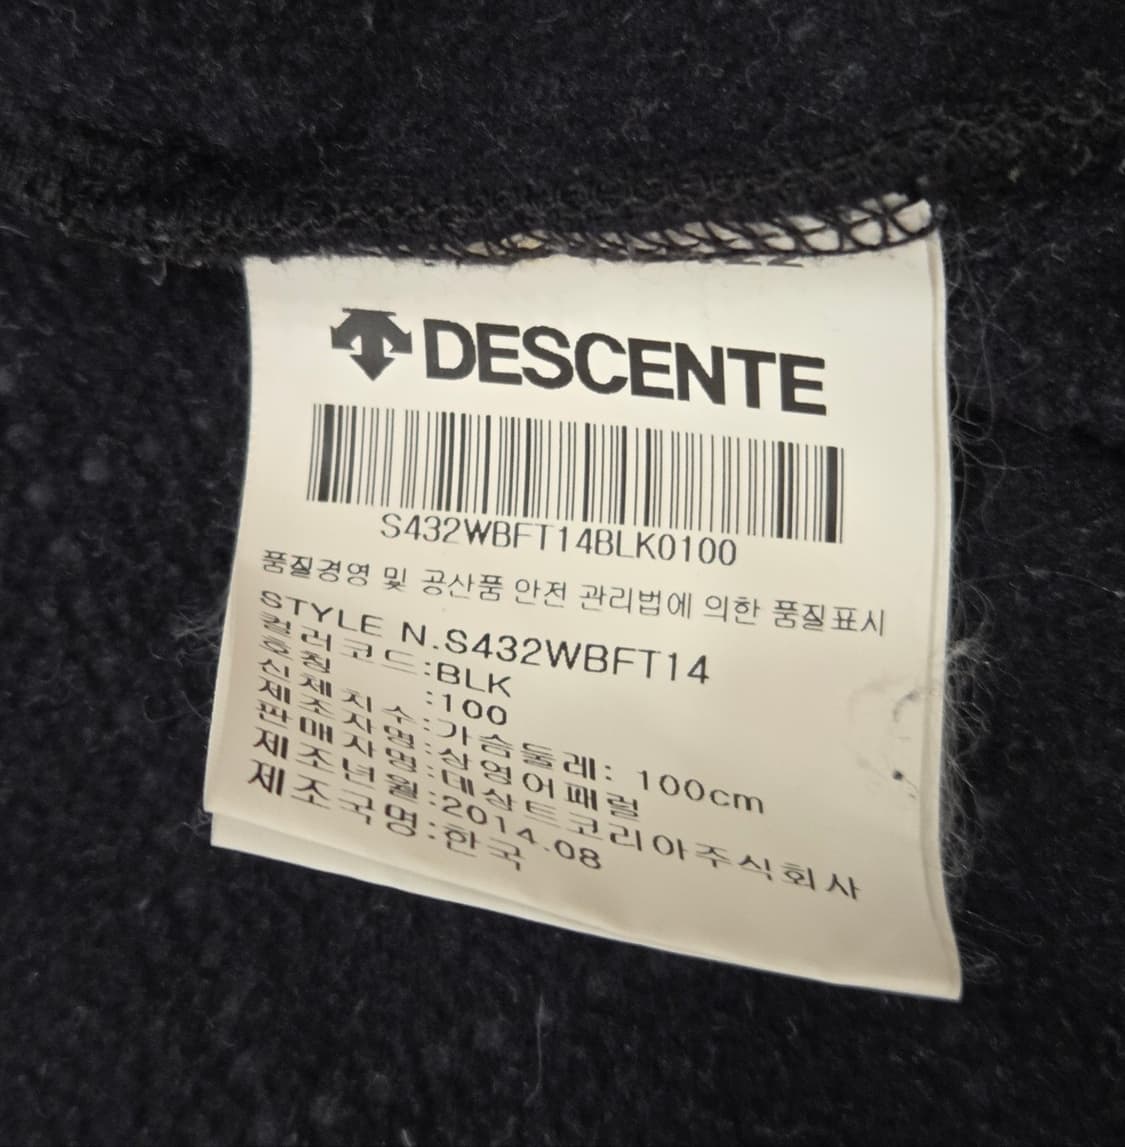 DESCENTE
S432WBFT14BLK0100
품질경영 및 공산품 안전 관리법에 의한 품질표시
STYLE N.S432WBFT14
컬러코드:BLK
호칭 :100
신체치수:가슴둘레: 100cm
제조자명:삼영어패럴
판매자명:데상트코리아주식회사
제조년월:2014.08
제조국명:한국